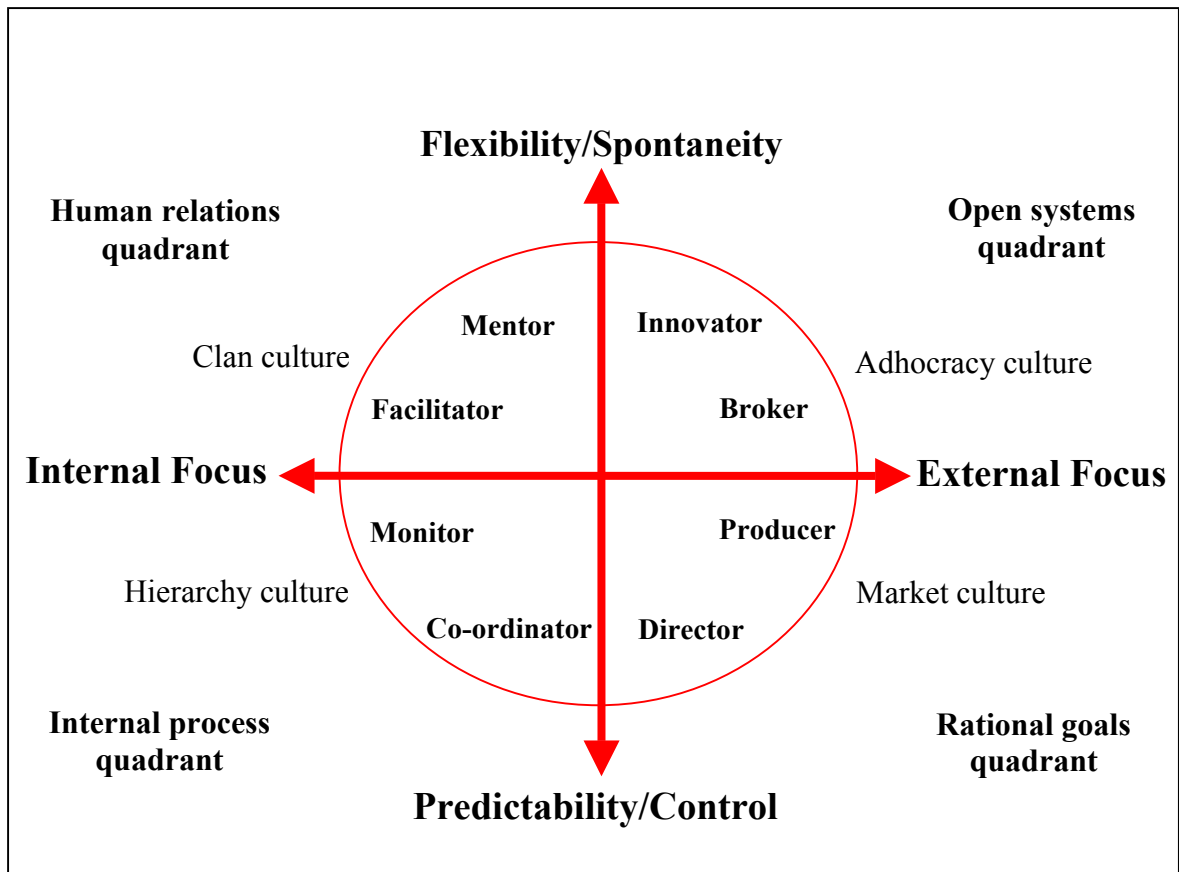 Flexibility/Spontaneity
Human relations
quadrant
Open systems
quadrant
Mentor
Innovator
Clan culture
Adhocracy culture
Facilitator
Broker
Internal Focus
External Focus
Monitor
Producer
Hierarchy culture
Market culture
Co-ordinator
Director
Internal process
quadrant
Rational goals
quadrant
Predictability/Control